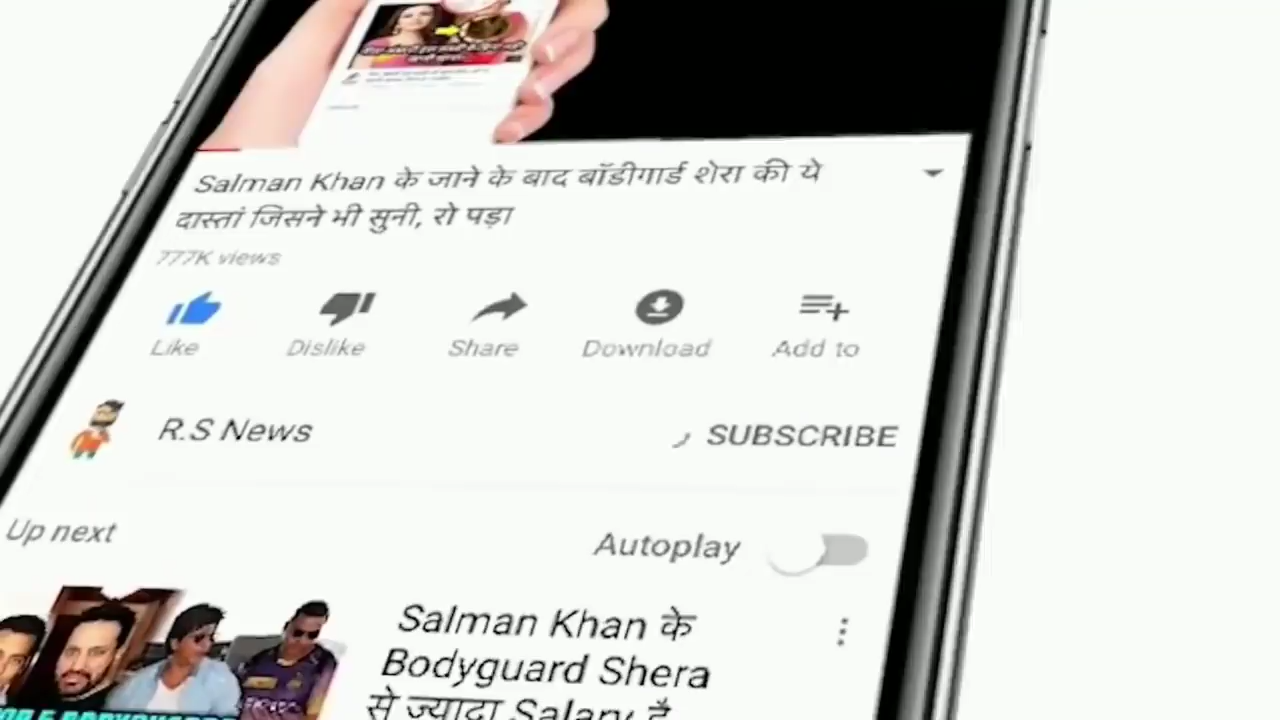 Salman Khan के जाने के बाद बॉडीगार्ड शेरा की ये
दास्तां जिसने भी सुनी, रो पड़ा
777K views
Like
Dislike
Share
Download
Add to
R.S News
SUBSCRIBE
Up next
Autoplay
Salman Khan के
Bodyguard Shera
से ज्यादा Salary है